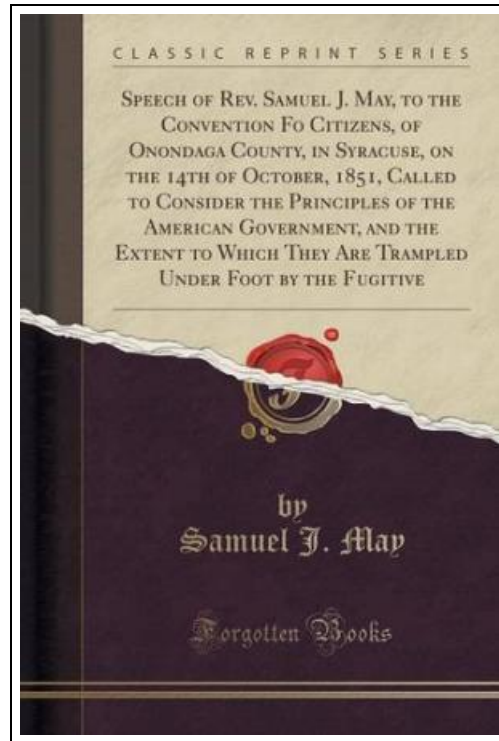 CLASSIC REPRINT SERIES
SPEECH OF REV. SAMUEL J. MAY, TO THE
CONVENTION FO CITIZENS, OF
ONONDAGA COUNTY, IN SYRACUSE, ON
THE 14TH OF OCTOBER, 1851, CALLED
TO CONSIDER THE PRINCIPLES OF THE
AMERICAN GOVERNMENT, AND THE
EXTENT TO WHICH THEY ARE TRAMPLED
UNDER FOOT BY THE FUGITIVE
by
Samuel J. May
Forgotten Books